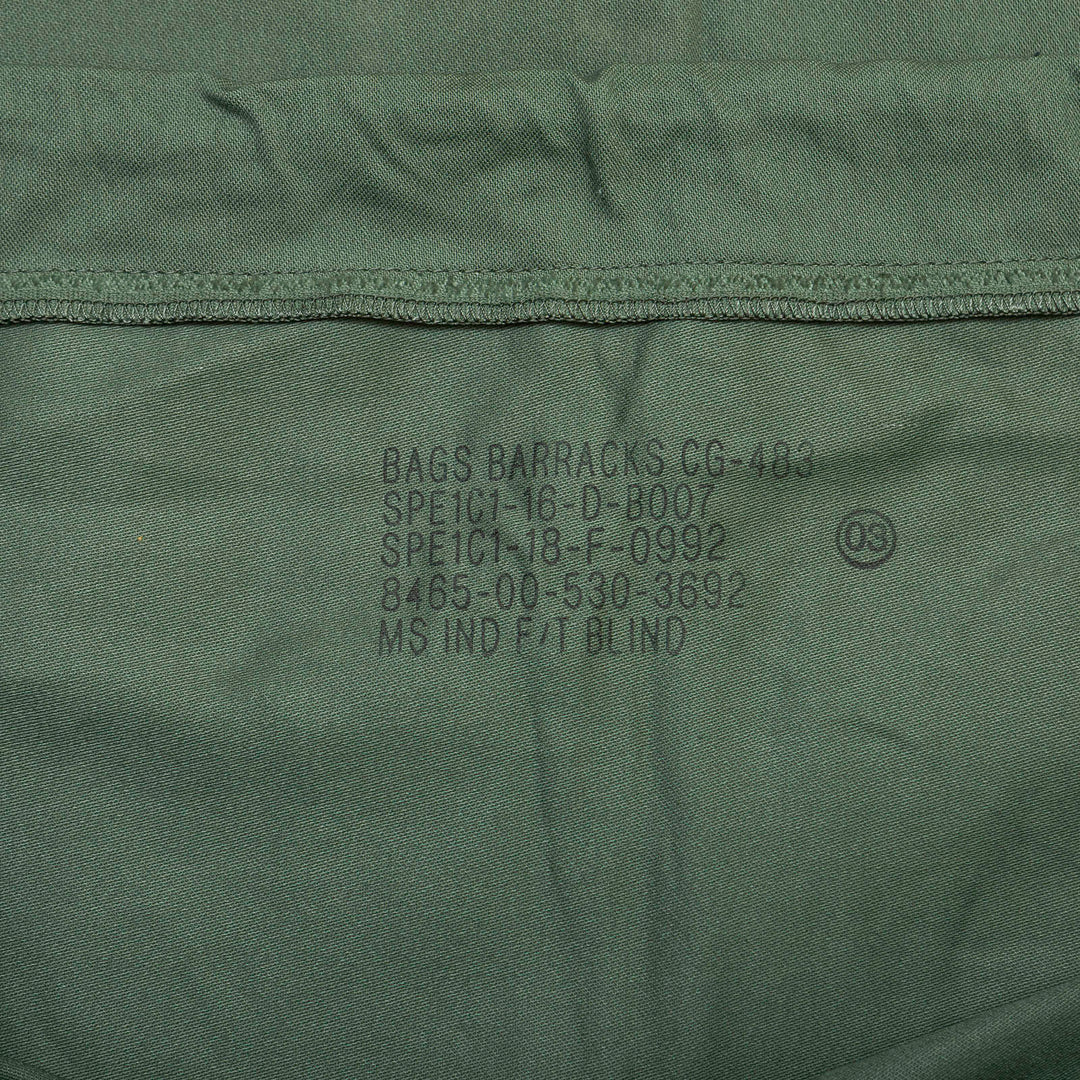 BAGS BARRACKS CG-483
SPE1C1-16-D-B007
SPE1C1-18-F-0992
03
8465-00-530-3692
MS IND F/T BLIND